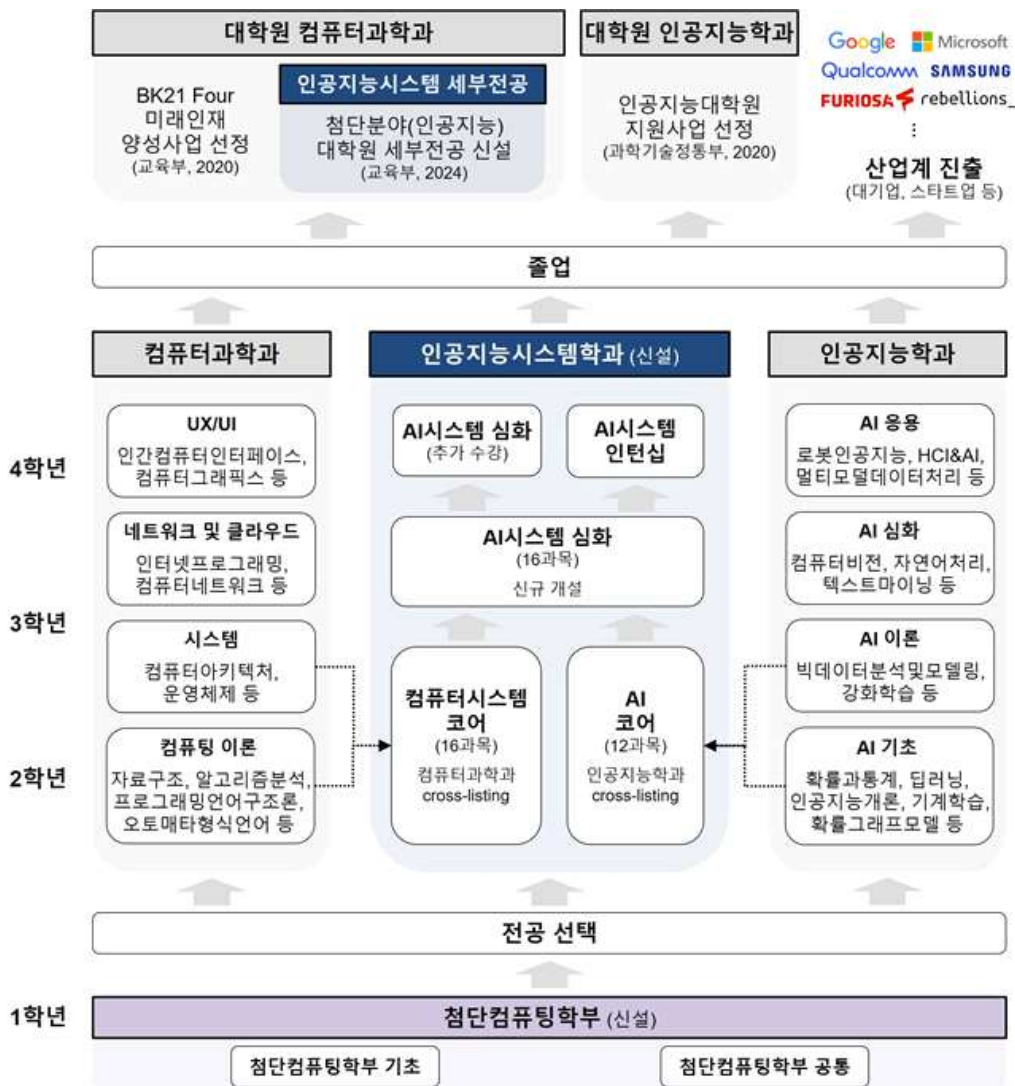 대학원 컴퓨터과학과
BK21 Four
미래인재
양성사업 선정
(교육부, 2020)
인공지능시스템 세부전공
첨단분야(인공지능)
대학원 세부전공 신설
(교육부, 2024)
대학원 인공지능학과
인공지능대학원
지원사업 선정
(과학기술정통부, 2020)
Google Microsoft
Qualcomm SAMSUNG
FURIOSA rebellions_
⋮
산업계 진출
(대기업, 스타트업 등)
졸업
컴퓨터과학과
인공지능시스템학과 (신설)
인공지능학과
4학년
UX/UI
인간컴퓨터인터페이스,
컴퓨터그래픽스 등
AI시스템 심화
(추가 수강)
AI시스템
인턴십
AI 응용
로봇인공지능, HCI&AI,
멀티모덜데이터처리 등
네트워크 및 클라우드
인터넷프로그래밍,
컴퓨터네트워크 등
AI시스템 심화
(16과목)
신규 개설
AI 심화
컴퓨터비전, 자연어처리,
텍스트마이닝 등
3학년
시스템
컴퓨터아키텍처,
운영체제 등
컴퓨터시스템
코어
(16과목)
컴퓨터과학과
cross-listing
AI
코어
(12과목)
인공지능학과
cross-listing
AI 이론
빅데이터분석및모델링,
강화학습 등
2학년
컴퓨팅 이론
자료구조, 알고리즘분석,
프로그래밍언어구조론,
오토매타형식언어 등
AI 기초
확률과통계, 딥러닝,
인공지능개론, 기계학습,
확률그래프모델 등
전공 선택
1학년
첨단컴퓨팅학부 (신설)
첨단컴퓨팅학부 기초
첨단컴퓨팅학부 공통